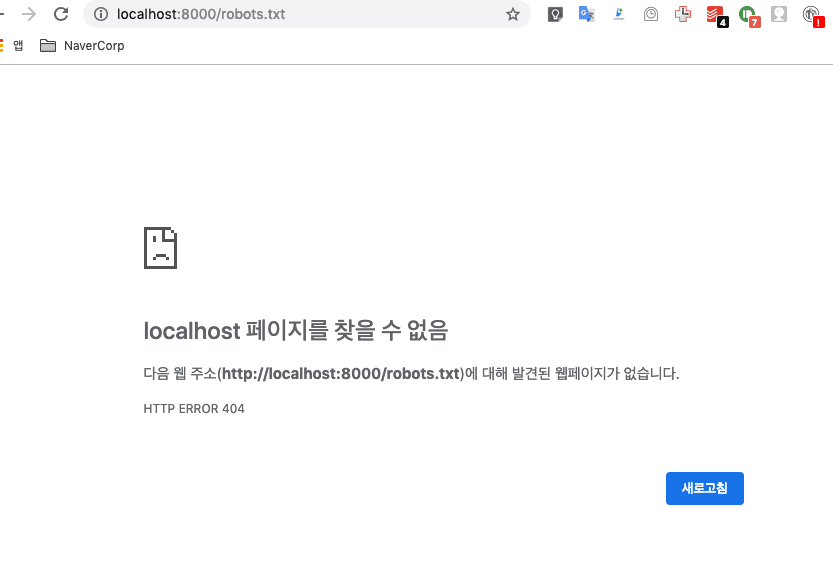 localhost:8000/robots.txt
4
7
!
앱
NaverCorp
localhost 페이지를 찾을 수 없음
다음 웹 주소(http://localhost:8000/robots.txt)에 대해 발견된 웹페이지가 없습니다.
HTTP ERROR 404
새로고침